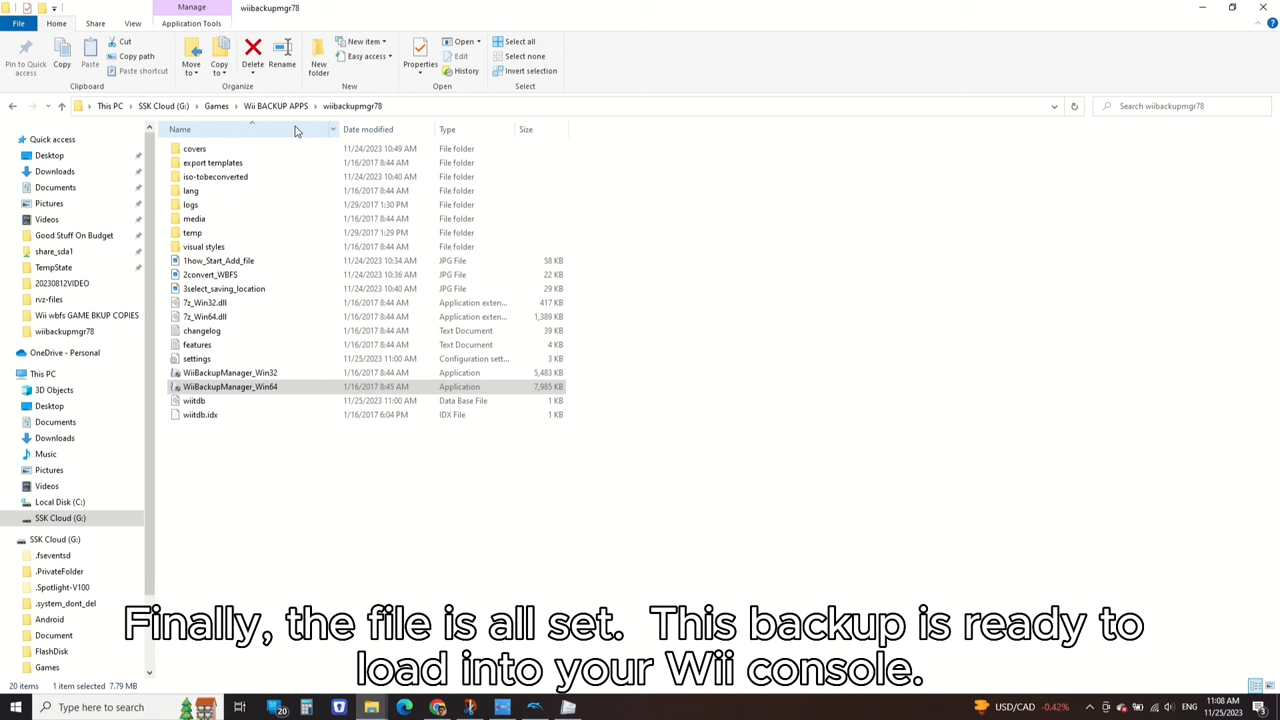 Manage
wiibackupmgr78
File
Home
Share
View
Application Tools
Pin to Quick access
Copy
Paste
Cut
Copy path
Paste shortcut
Clipboard
Move to
Copy to
Delete
Rename
Organize
New folder
New item
Easy access
New
Properties
Open
Edit
History
Open
Select all
Select none
Invert selection
Select
This PC > SSK Cloud (G:) > Games > Wii BACKUP APPS > wiibackupmgr78
Search wiibackupmgr78
Name Date modified Type Size
covers 11/24/2023 10:49 AM File folder
export templates 1/16/2017 8:44 AM File folder
iso-tobeconverted 11/24/2023 10:40 AM File folder
lang 1/16/2017 8:44 AM File folder
logs 1/29/2017 1:30 PM File folder
media 1/16/2017 8:44 AM File folder
temp 1/29/2017 1:29 PM File folder
visual styles 1/16/2017 8:44 AM File folder
1how_Start_Add_file 11/24/2023 10:34 AM JPG File 58 KB
2convert_WBFS 11/24/2023 10:36 AM JPG File 22 KB
3select_saving_location 11/24/2023 10:40 AM JPG File 29 KB
7z_Win32.dll 1/16/2017 8:44 AM Application exten... 417 KB
7z_Win64.dll 1/16/2017 8:44 AM Application exten... 1,389 KB
changelog 1/16/2017 8:44 AM Text Document 39 KB
features 1/16/2017 8:44 AM Text Document 4 KB
settings 11/25/2023 11:00 AM Configuration sett... 3 KB
WiiBackupManager_Win32 1/16/2017 8:44 AM Application 5,483 KB
WiiBackupManager_Win64 1/16/2017 8:45 AM Application 7,985 KB
wiitdb 11/25/2023 11:00 AM Data Base File 1 KB
wiitdb.idx 1/16/2017 6:04 PM IDX File 1 KB
Quick access
Desktop
Downloads
Documents
Pictures
Videos
Good Stuff On Budget
share_sda1
TempState
20230812VIDEO
rvz-files
Wii wbfs GAME BKUP COPIES
wiibackupmgr78
OneDrive - Personal
This PC
3D Objects
Desktop
Documents
Downloads
Music
Pictures
Videos
Local Disk (C:)
SSK Cloud (G:)
SSK Cloud (G:)
.fseventsd
.PrivateFolder
.Spotlight-V100
.system_dont_del
Android
Document
FlashDisk
Games
Finally, the file is all set. This backup is ready to
load into your Wii console.
20 items 1 item selected 7.79 MB
Type here to search
20
USD/CAD -0.42%
ENG
11:08 AM
11/25/2023
3